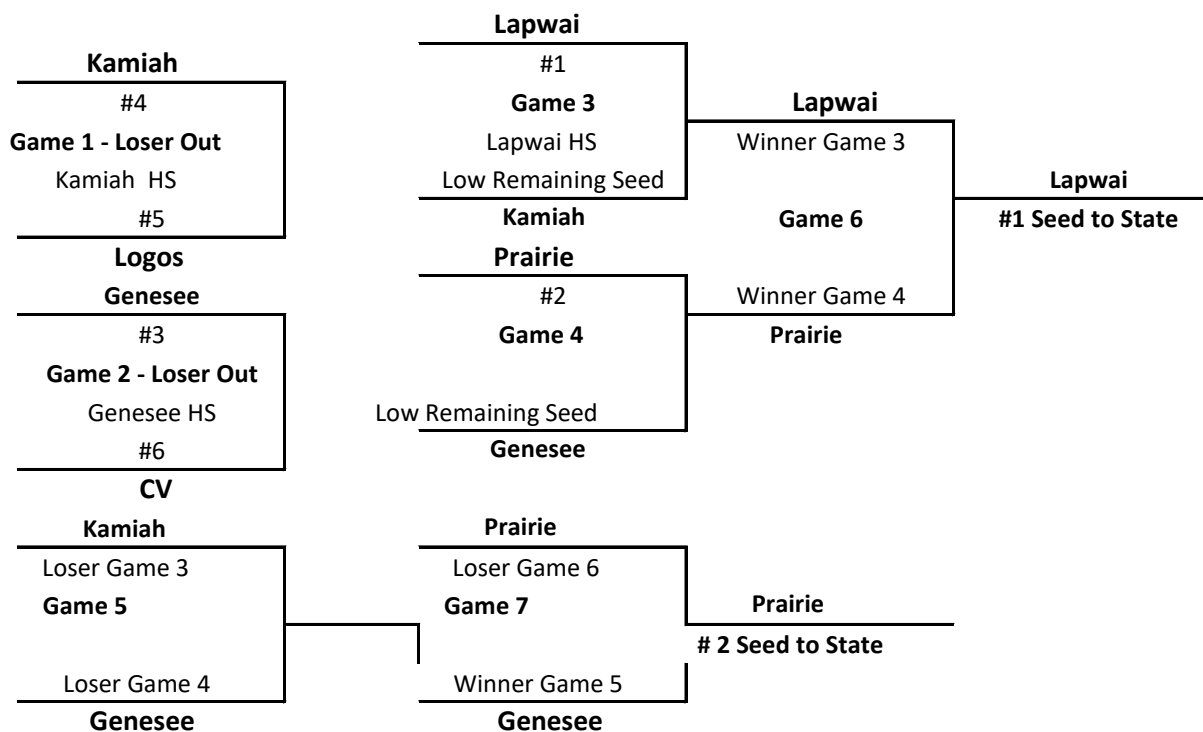 Kamiah
#4
Game 1 - Loser Out
Kamiah HS
#5
Logos
Genesee
#3
Game 2 - Loser Out
Genesee HS
#6
CV
Lapwai
#1
Game 3
Lapwai HS
Low Remaining Seed
Kamiah
Prairie
#2
Game 4
Low Remaining Seed
Genesee
Lapwai
Winner Game 3
Game 6
Winner Game 4
Prairie
Lapwai
#1 Seed to State
Kamiah
Loser Game 3
Game 5
Loser Game 4
Genesee
Prairie
Loser Game 6
Game 7
Winner Game 5
Genesee
Prairie
# 2 Seed to State